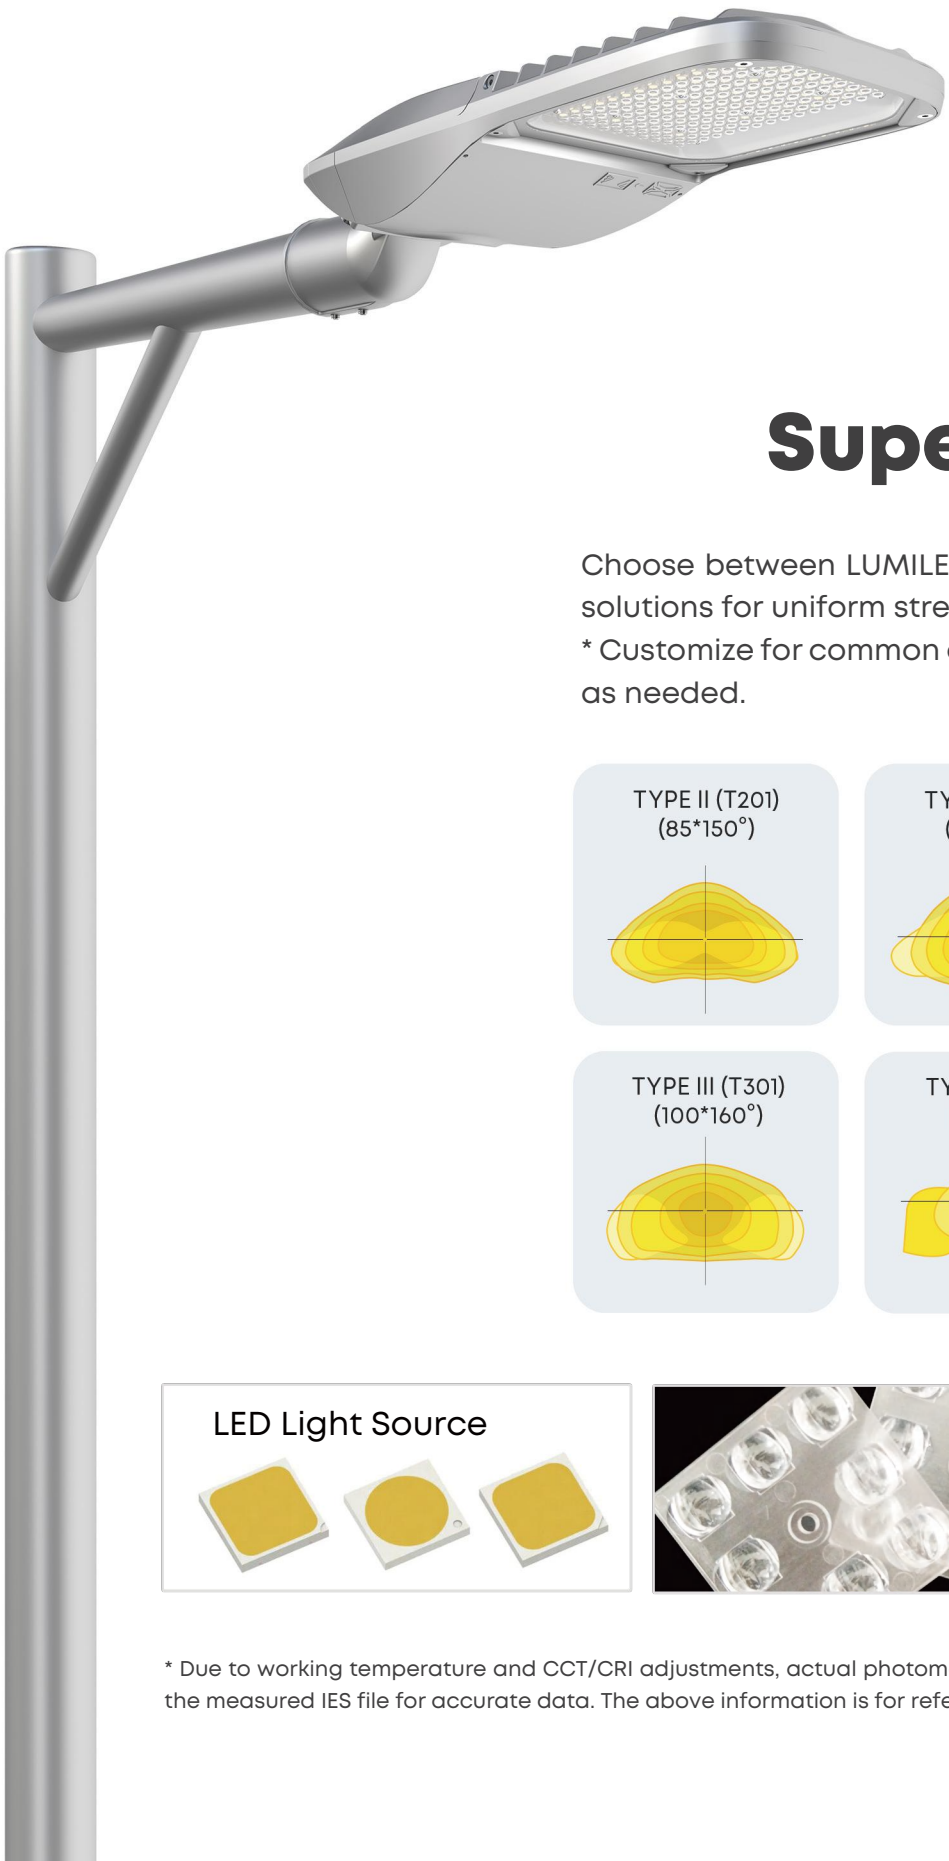 Supe
Choose between LUMILE
solutions for uniform stre
* Customize for common
as needed.
TYPE II (T201)
(85*150°)
TY
(
TYPE III (T301)
(100*160°)
TY
LED Light Source
* Due to working temperature and CCT/CRI adjustments, actual photom
the measured IES file for accurate data. The above information is for refe